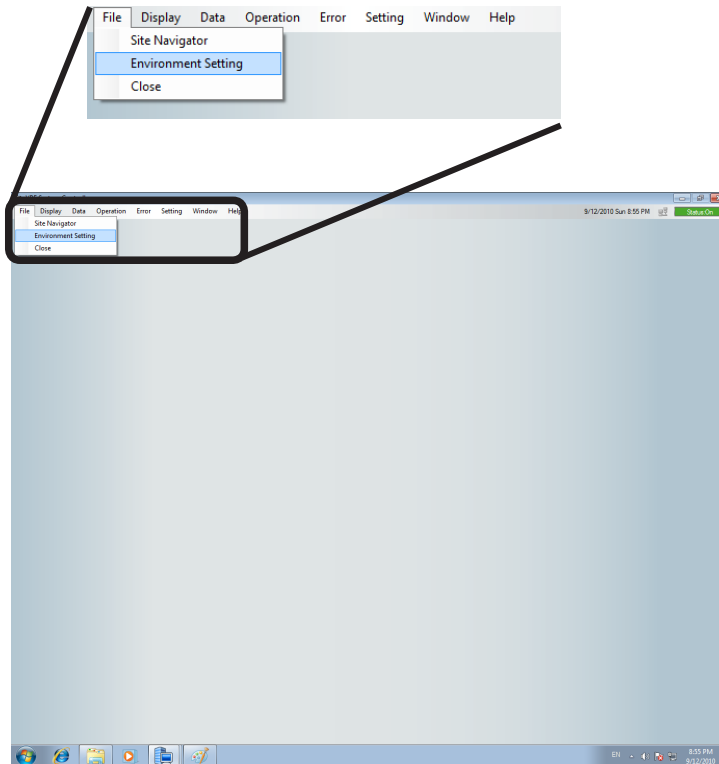 File Display Data Operation Error Setting Window Help
Site Navigator
Environment Setting
Close
File Display Data Operation Error Setting Window Help
9/12/2010 Sun 8:55 PM
Status On
Site Navigator
Environment Setting
Close
EN
8:55 PM
9/12/2010